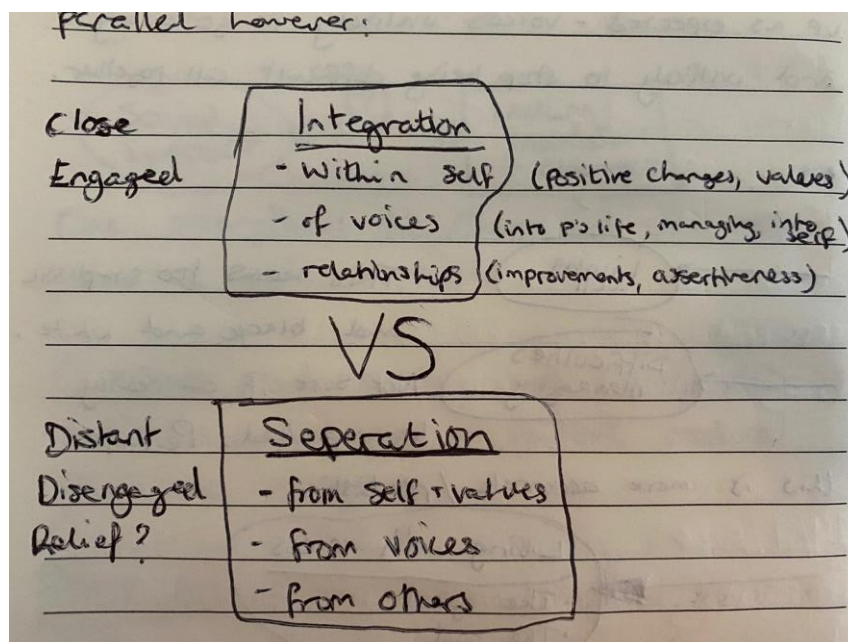 parallel however:
Close Integration
Engaged - within self (positive changes, values)
- of voices (into p's life, managing, into self)
- relationships (improvements, assertiveness)
VS
Distant Seperation
Disengaged - from self + values
Relief? - from voices
- from others